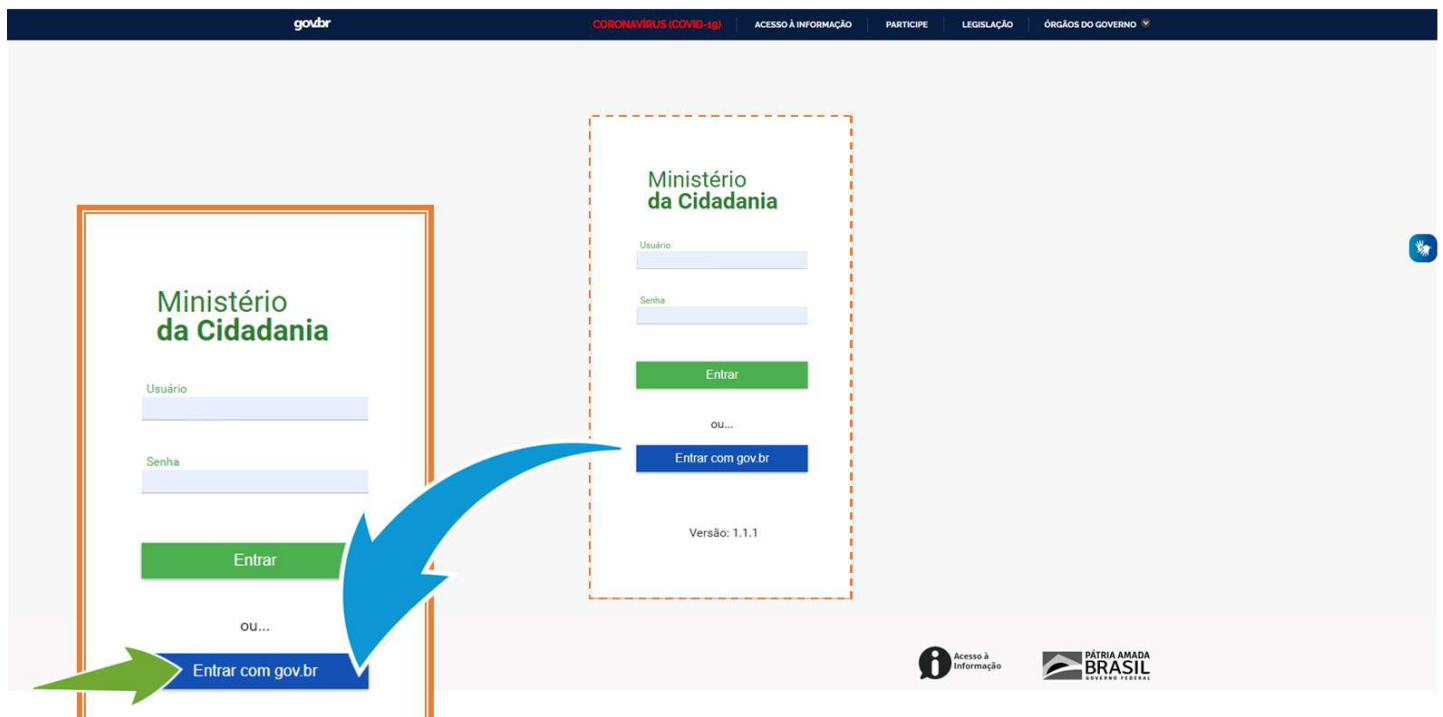 gov.br
CORONAVÍRUS (COVID-19)
ACESSO À INFORMAÇÃO
PARTICIPE
LEGISLAÇÃO
ÓRGÃOS DO GOVERNO
Ministério
da Cidadania
Usuário
Senha
Entrar
ou...
Entrar com gov.br
Versão: 1.1.1
Ministério
da Cidadania
Usuário
Senha
Entrar
ou...
Entrar com gov.br
Acesso à
Informação
PÁTRIA AMADA
BRASIL
GOVERNO FEDERAL